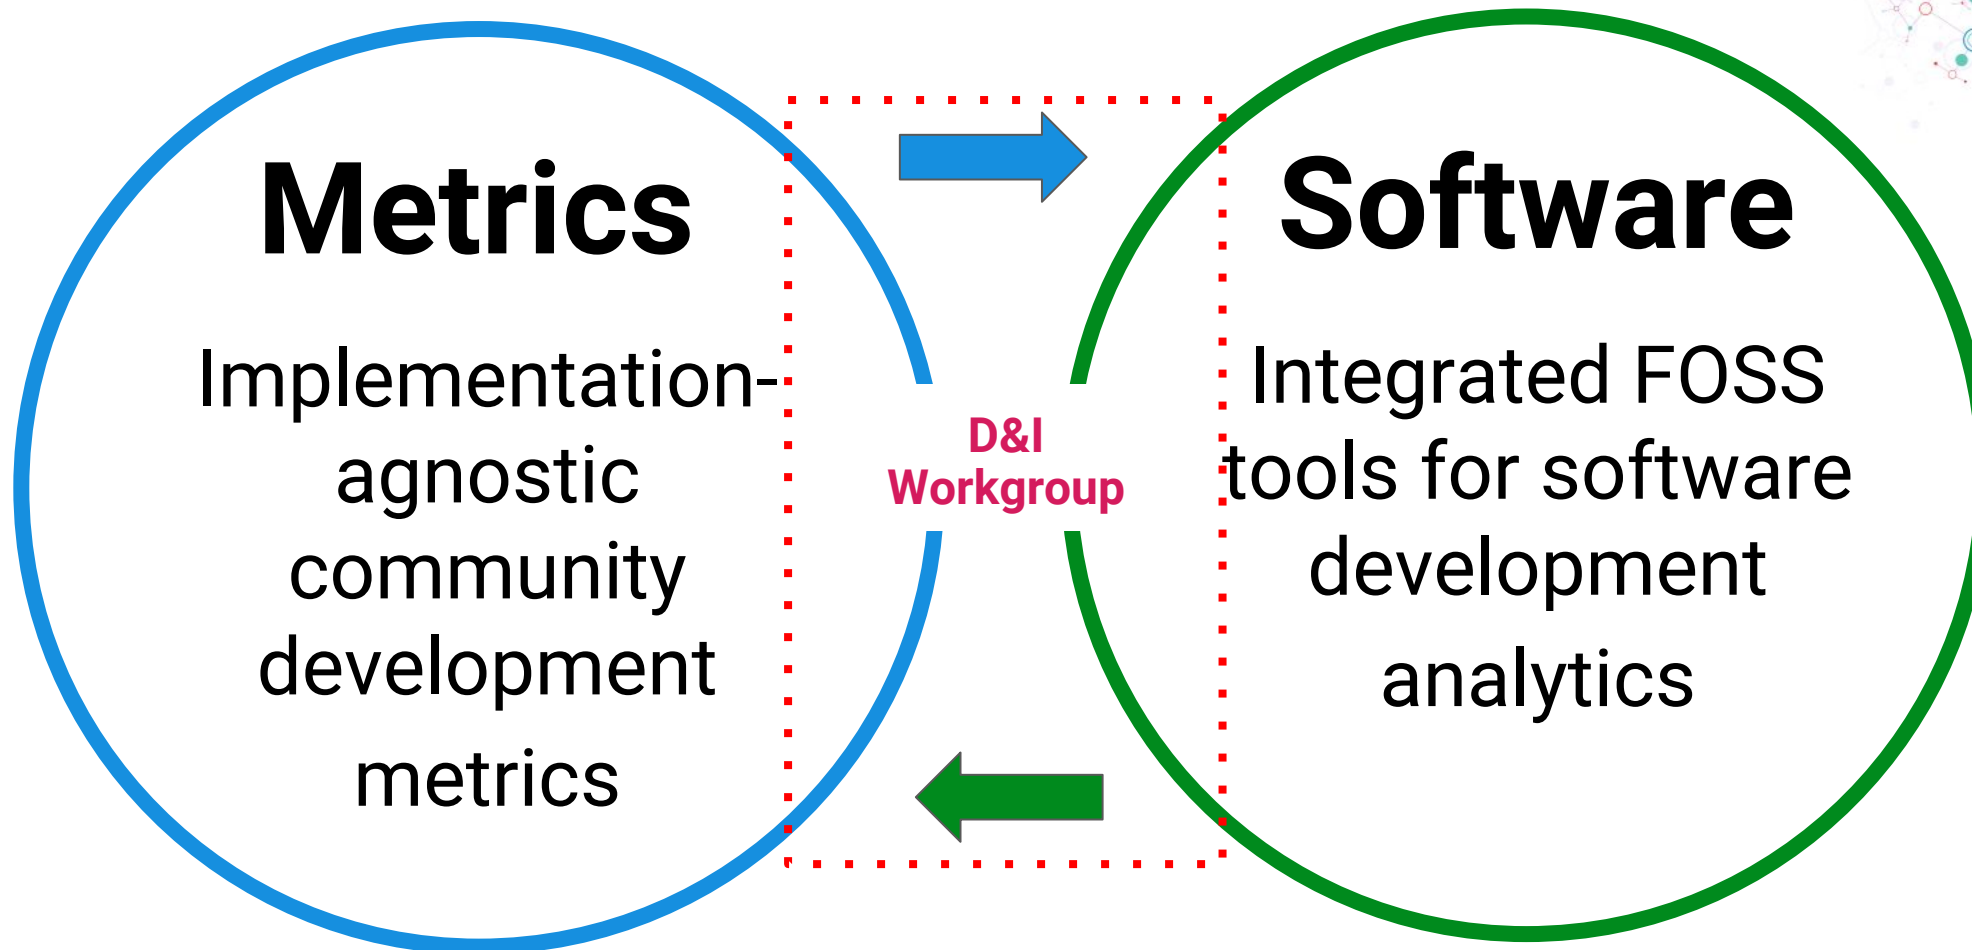 Metrics
Implementation-
agnostic
community
development
metrics
D&I
Workgroup
Software
Integrated FOSS
tools for software
development
analytics